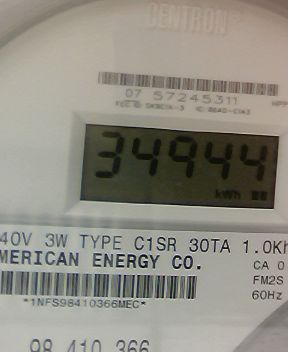 CENTRON
07 57245311
34944
kWh
40V 3W TYPE C1SR 30TA 1.0Kh
MERICAN ENERGY CO.
CA 0
FM2S
*1NFS98410366MEC*
60Hz
98 410 366